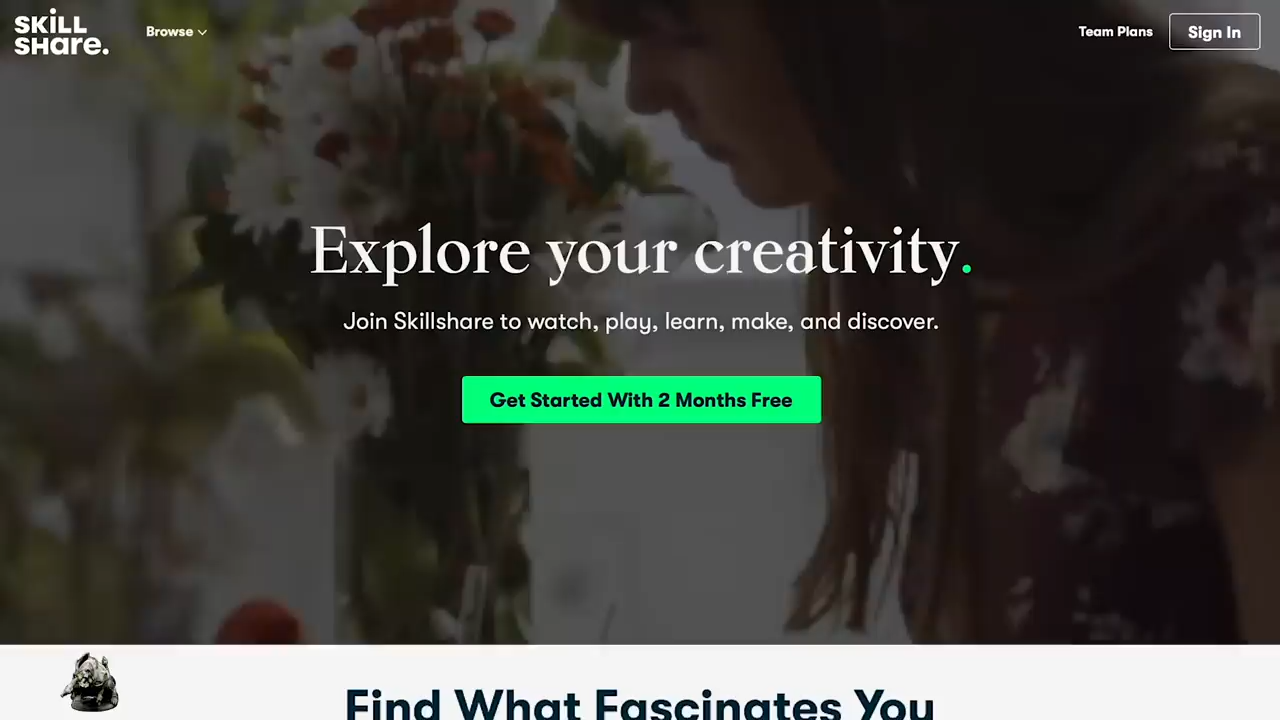 SKILL
SHare.
Browse
Team Plans
Sign In
Explore your creativity.
Join Skillshare to watch, play, learn, make, and discover.
Get Started With 2 Months Free
Find What Fascinates You